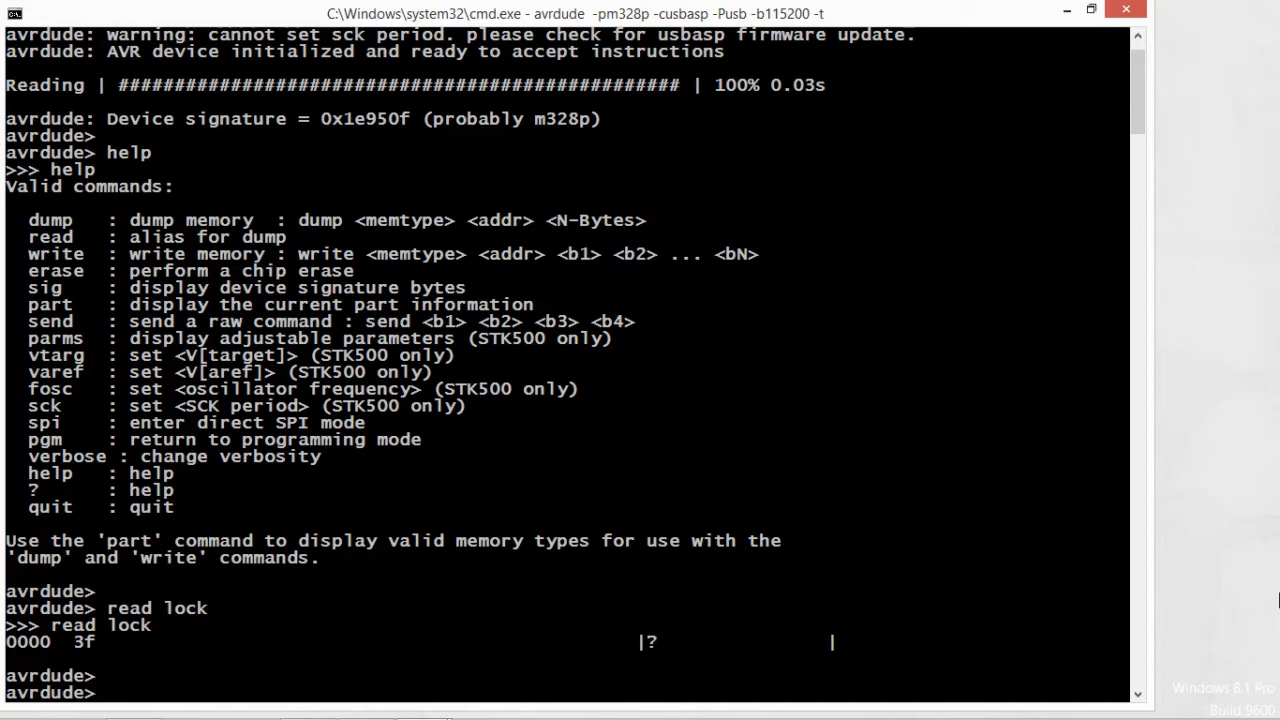 C:\Windows\system32\cmd.exe - avrdude  -pm328p -cusbasp -Pusb -b115200 -t
avrdude: warning: cannot set sck period. please check for usbasp firmware update.
avrdude: AVR device initialized and ready to accept instructions
Reading | ################################################## | 100% 0.03s
avrdude: Device signature = 0x1e950f (probably m328p)
avrdude>
avrdude> help
>>> help
Valid commands:
dump   : dump memory  : dump <memtype> <addr> <N-Bytes>
read   : alias for dump
write  : write memory : write <memtype> <addr> <b1> <b2> ... <bN>
erase  : perform a chip erase
sig    : display device signature bytes
part   : display the current part information
send   : send a raw command : send <b1> <b2> <b3> <b4>
parms  : display adjustable parameters (STK500 only)
vtarg  : set <V[target]> (STK500 only)
varef  : set <V[aref]> (STK500 only)
fosc   : set <oscillator frequency> (STK500 only)
sck    : set <SCK period> (STK500 only)
spi    : enter direct SPI mode
pgm    : return to programming mode
verbose : change verbosity
help   : help
?      : help
quit   : quit
Use the 'part' command to display valid memory types for use with the
'dump' and 'write' commands.
avrdude>
avrdude> read lock
>>> read lock
0000  3f                                                |?               |
avrdude>
avrdude>
Windows 8.1 Pro
Build 9600